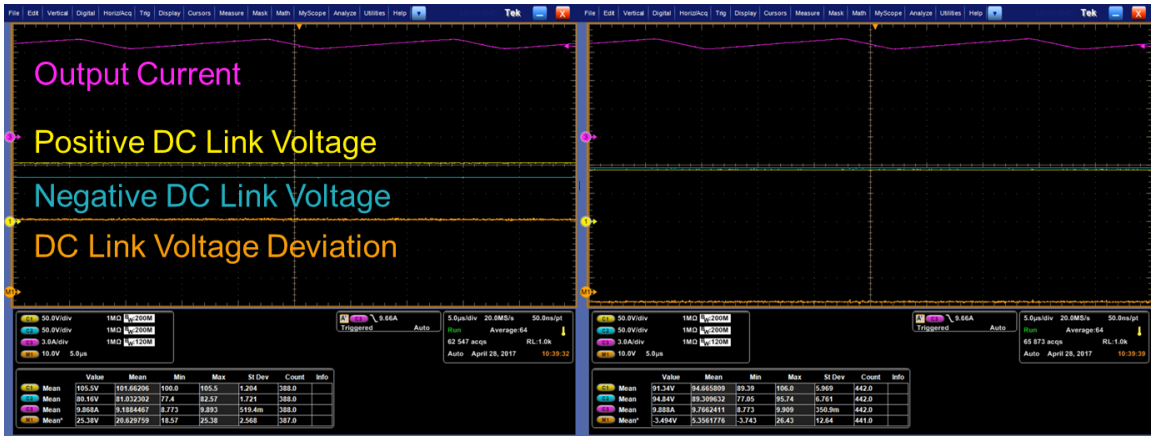 File Edit Vertical Digital Horiz/Acq Trig Display Cursors Measure Mask Math MyScope Analyze Utilities Help Tek X
Output Current
3
Positive DC Link Voltage
Negative DC Link Voltage
1
DC Link Voltage Deviation
M1
C1 50.0V/div 1MΩ BW:200M
C2 50.0V/div 1MΩ BW:200M
C3 3.0A/div 1MΩ BW:120M
M1 10.0V 5.0µs
A' C3 9.66A
Triggered Auto
5.0µs/div 20.0MS/s 50.0ns/pt
Run Average:64
62 547 acqs RL:1.0k
Auto April 28, 2017 10:39:32
Value Mean Min Max St Dev Count Info
C1 Mean 105.5V 101.66206 100.0 105.5 1.204 388.0
C2 Mean 80.16V 81.032302 77.4 82.57 1.721 388.0
C3 Mean 9.868A 9.1884467 8.773 9.893 519.4m 388.0
M1 Mean* 25.38V 20.629759 18.57 25.38 2.568 387.0
File Edit Vertical Digital Horiz/Acq Trig Display Cursors Measure Mask Math MyScope Analyze Utilities Help Tek X
3
1
M1
C1 50.0V/div 1MΩ BW:200M
C2 50.0V/div 1MΩ BW:200M
C3 3.0A/div 1MΩ BW:120M
M1 10.0V 5.0µs
A' C3 9.66A
Triggered Auto
5.0µs/div 20.0MS/s 50.0ns/pt
Run Average:64
65 873 acqs RL:1.0k
Auto April 28, 2017 10:39:39
Value Mean Min Max St Dev Count Info
C1 Mean 91.34V 94.665809 89.39 106.0 5.969 442.0
C2 Mean 94.84V 89.309632 77.05 95.74 6.761 442.0
C3 Mean 9.888A 9.7662411 8.773 9.909 350.9m 442.0
M1 Mean* -3.494V 5.3561776 -3.743 26.43 12.64 441.0